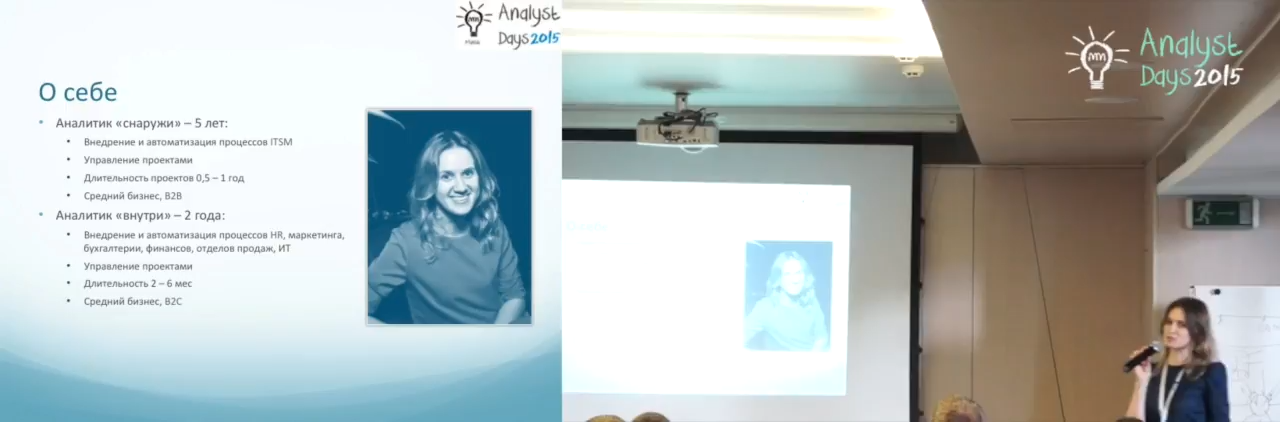 Analyst
Days 2015
О себе
Аналитик «снаружи» – 5 лет:
Внедрение и автоматизация процессов ITSM
Управление проектами
Длительность проектов 0,5 – 1 год
Средний бизнес, B2B
Аналитик «внутри» – 2 года:
Внедрение и автоматизация процессов HR, маркетинга,
бухгалтерии, финансов, отделов продаж, ИТ
Управление проектами
Длительность 2 – 6 мес
Средний бизнес, B2C
Analyst
Days 2015